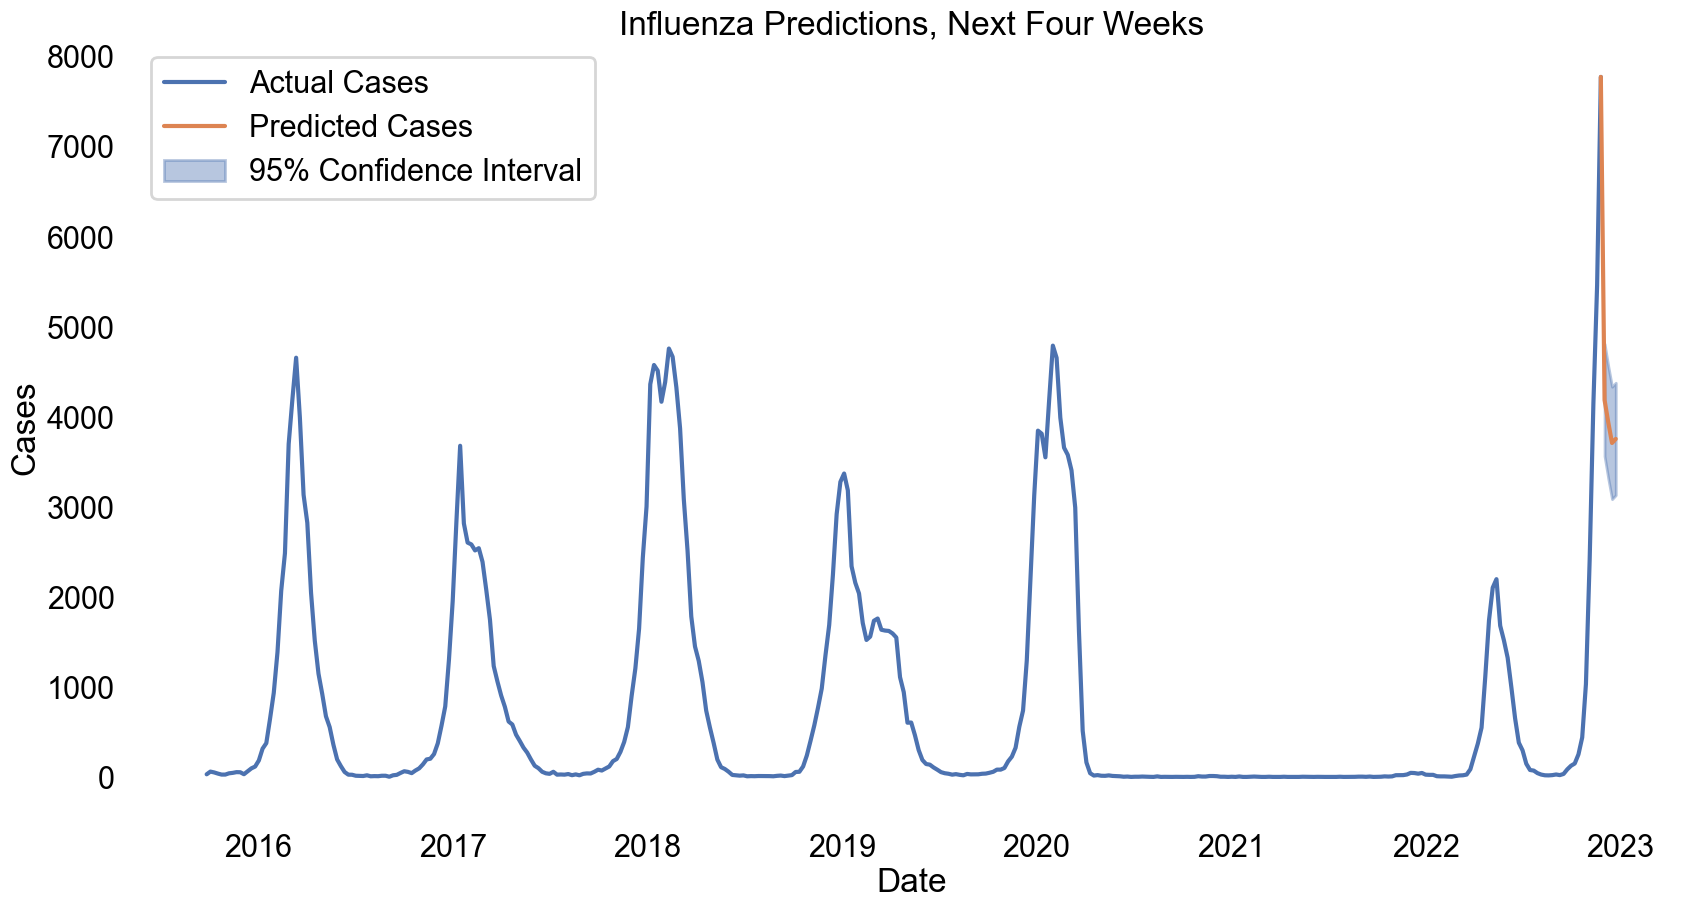 Influenza Predictions, Next Four Weeks
Actual Cases
Predicted Cases
95% Confidence Interval
8000
7000
6000
5000
4000
3000
2000
1000
0
Cases
2016
2017
2018
2019
2020
2021
2022
2023
Date